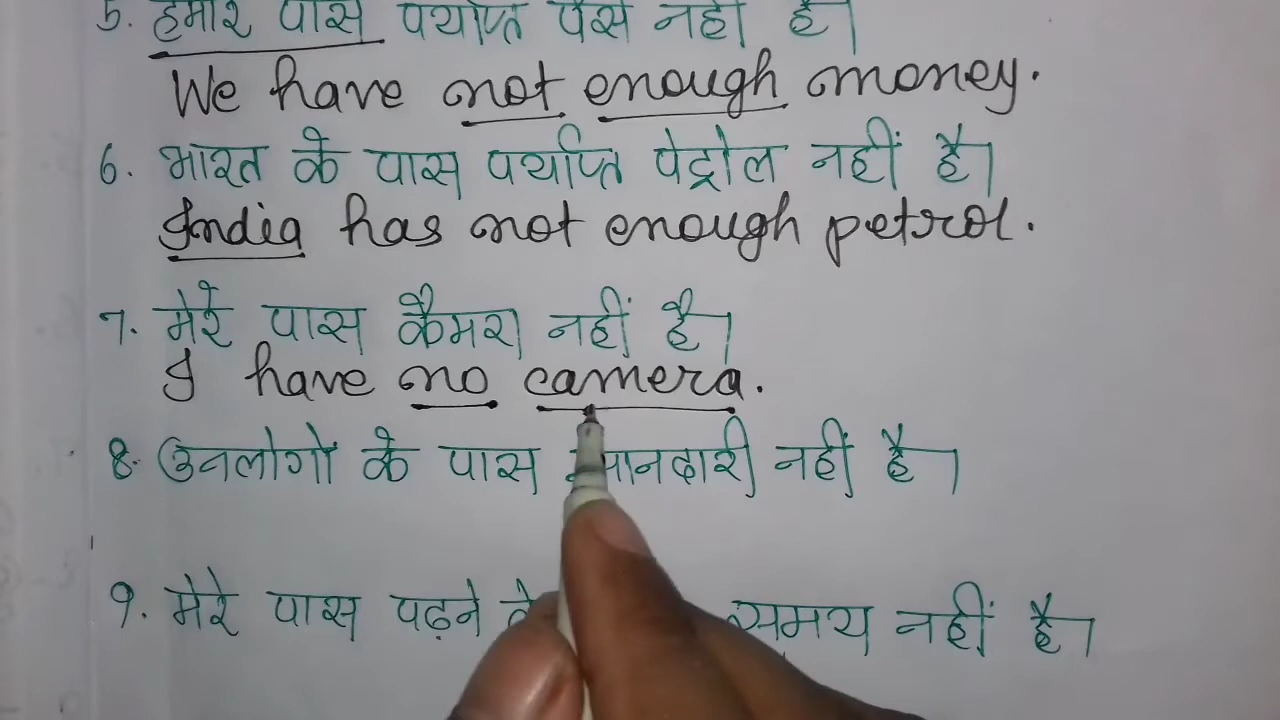 5. हमारे पास पर्याप्त पैसे नहीं है।
We have not enough money.
6. भारत के पास पर्याप्त पेट्रोल नहीं है।
India has not enough petrol.
7. मेरे पास कैमरा नहीं है।
I have no camera.
8. उनलोगों के पास नहीं है।
9. मेरे पास पढ़ने समय नहीं है।